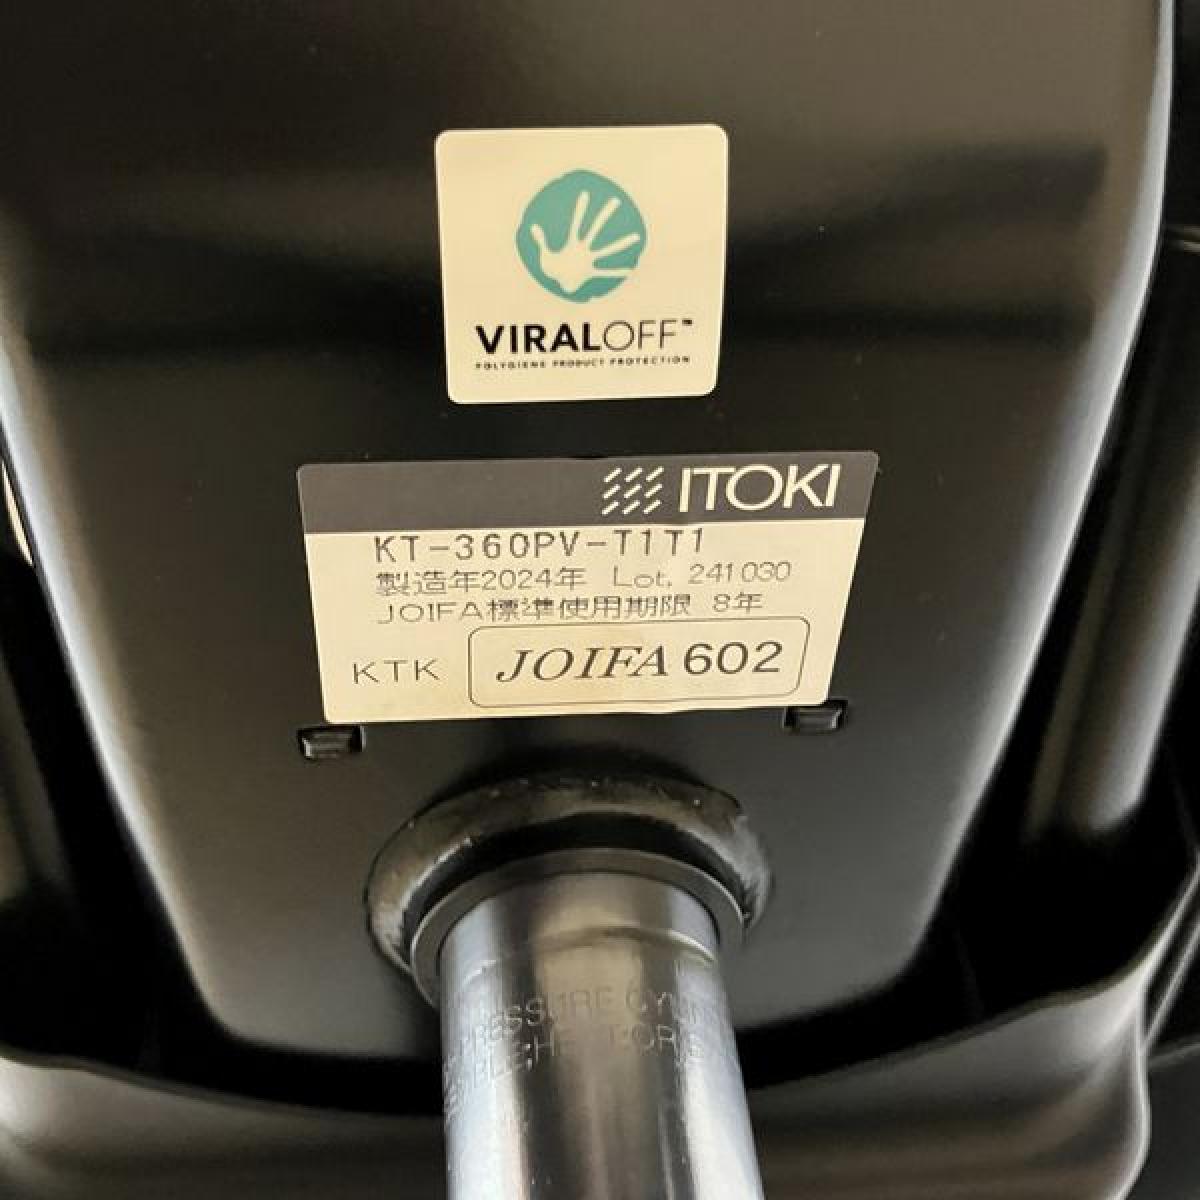 VIRALOFF™
POLYGIENE PRODUCT PROTECTION
ITOKI
KT-360PV-T1T1
製造年2024年 Lot. 241030
JOIFA標準使用期限 8年
KTK JOIFA 602
PRESSURE